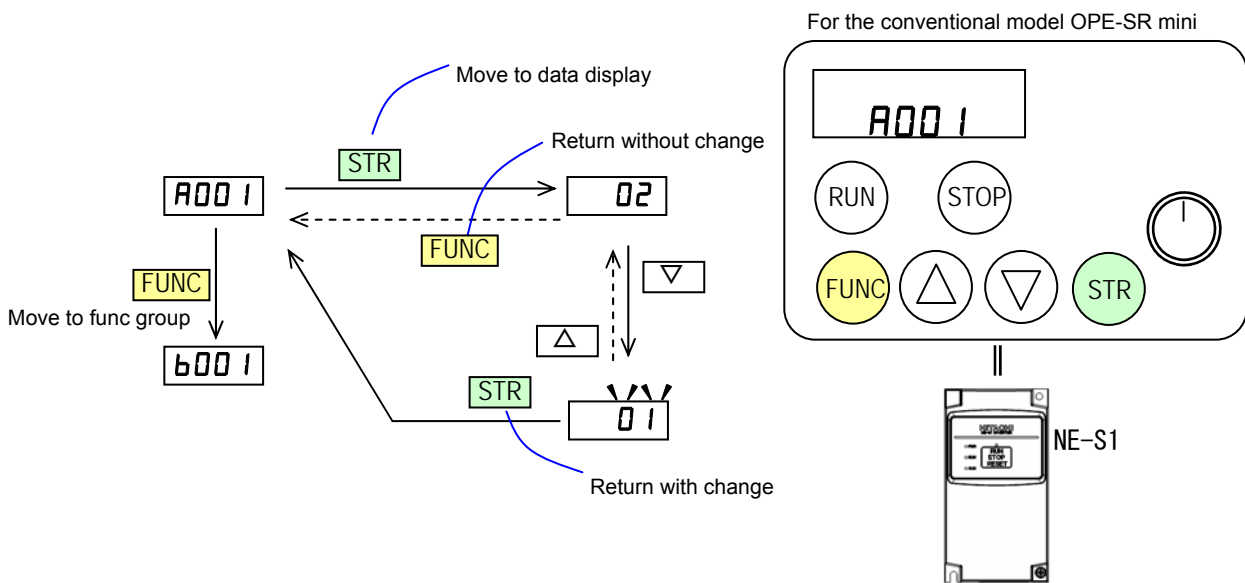 For the conventional model OPE-SR mini
Move to data display
STR
Return without change
A001
02
FUNC
FUNC
Move to func group
b001
STR
01
Return with change
A001
RUN
STOP
FUNC
STR
NE-S1
HITACHI
RUN
STOP
RESET